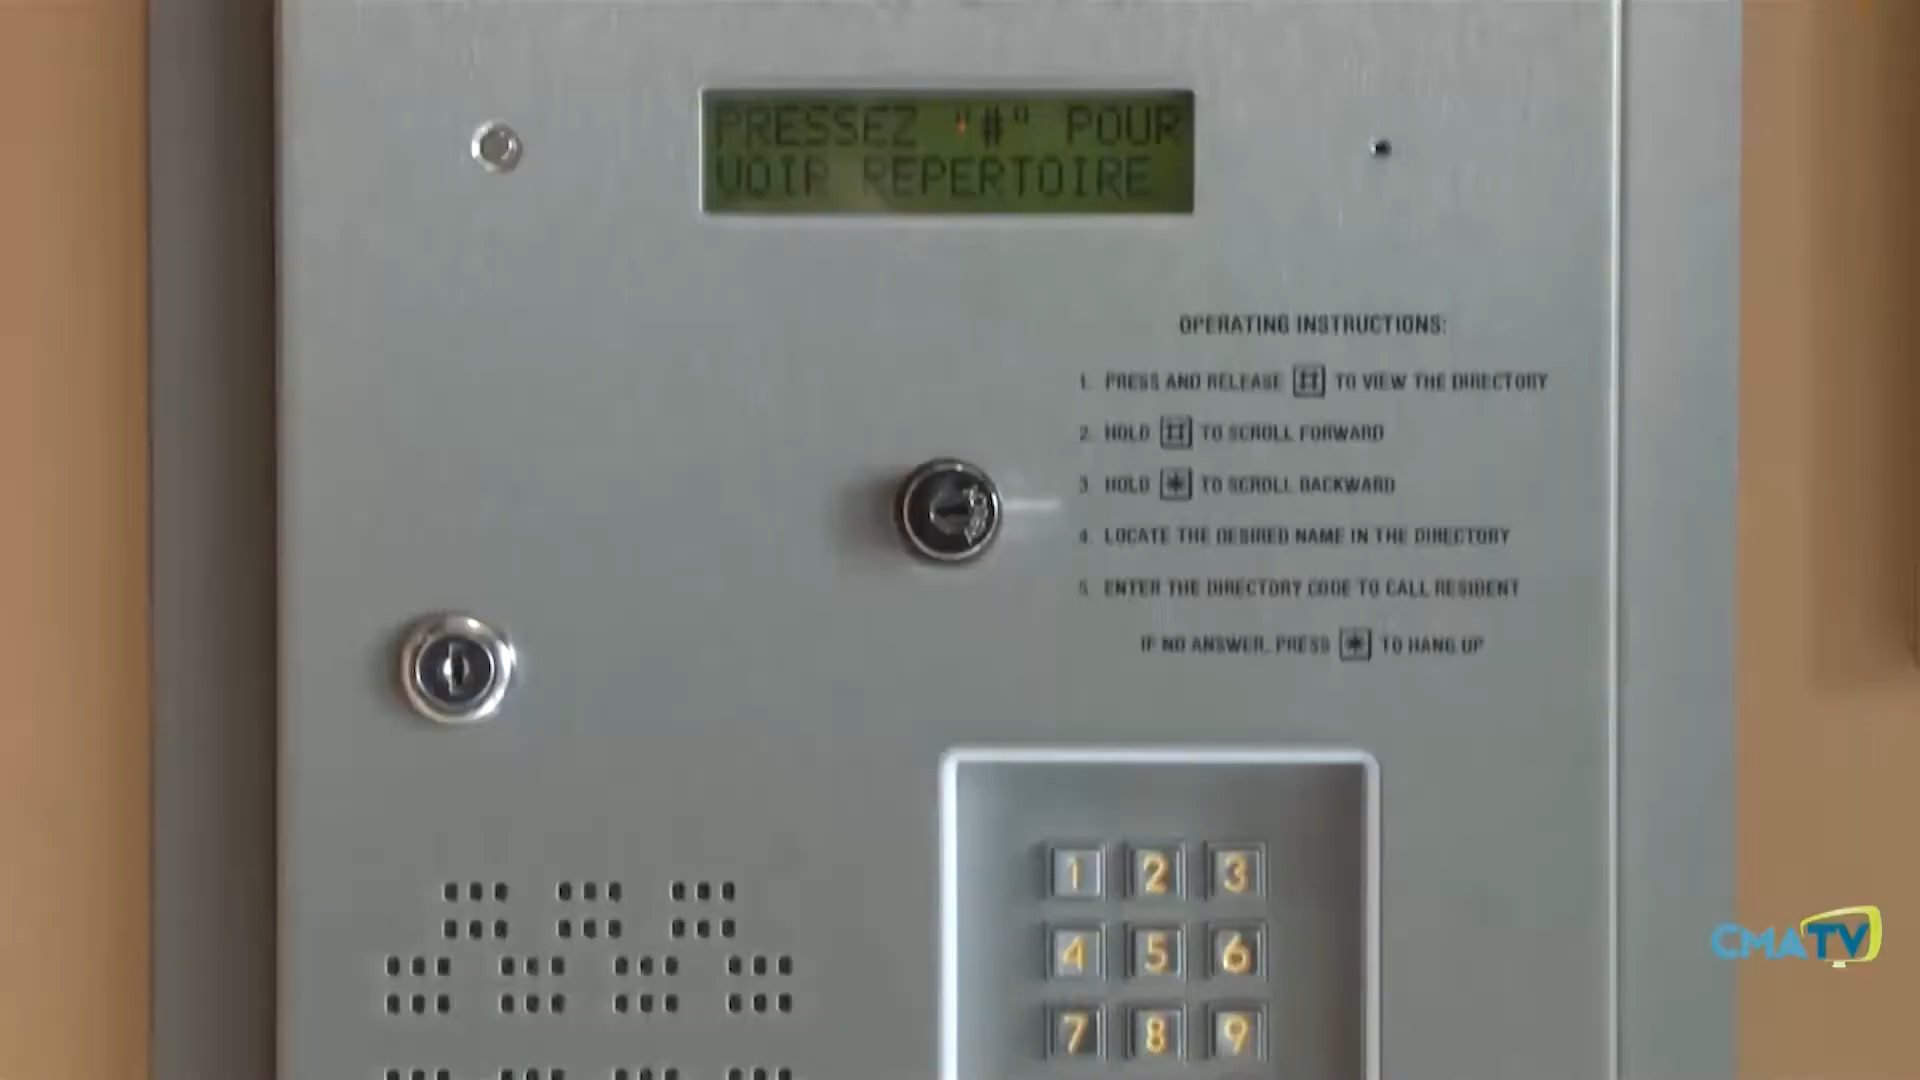 PRESSEZ "#" POUR
VOIR REPERTOIRE
OPERATING INSTRUCTIONS:
1. PRESS AND RELEASE # TO VIEW THE DIRECTORY
2. HOLD # TO SCROLL FORWARD
3. HOLD * TO SCROLL BACKWARD
4. LOCATE THE DESIRED NAME IN THE DIRECTORY
5. ENTER THE DIRECTORY CODE TO CALL RESIDENT
IF NO ANSWER, PRESS * TO HANG UP
1 2 3
4 5 6
7 8 9
CMATV